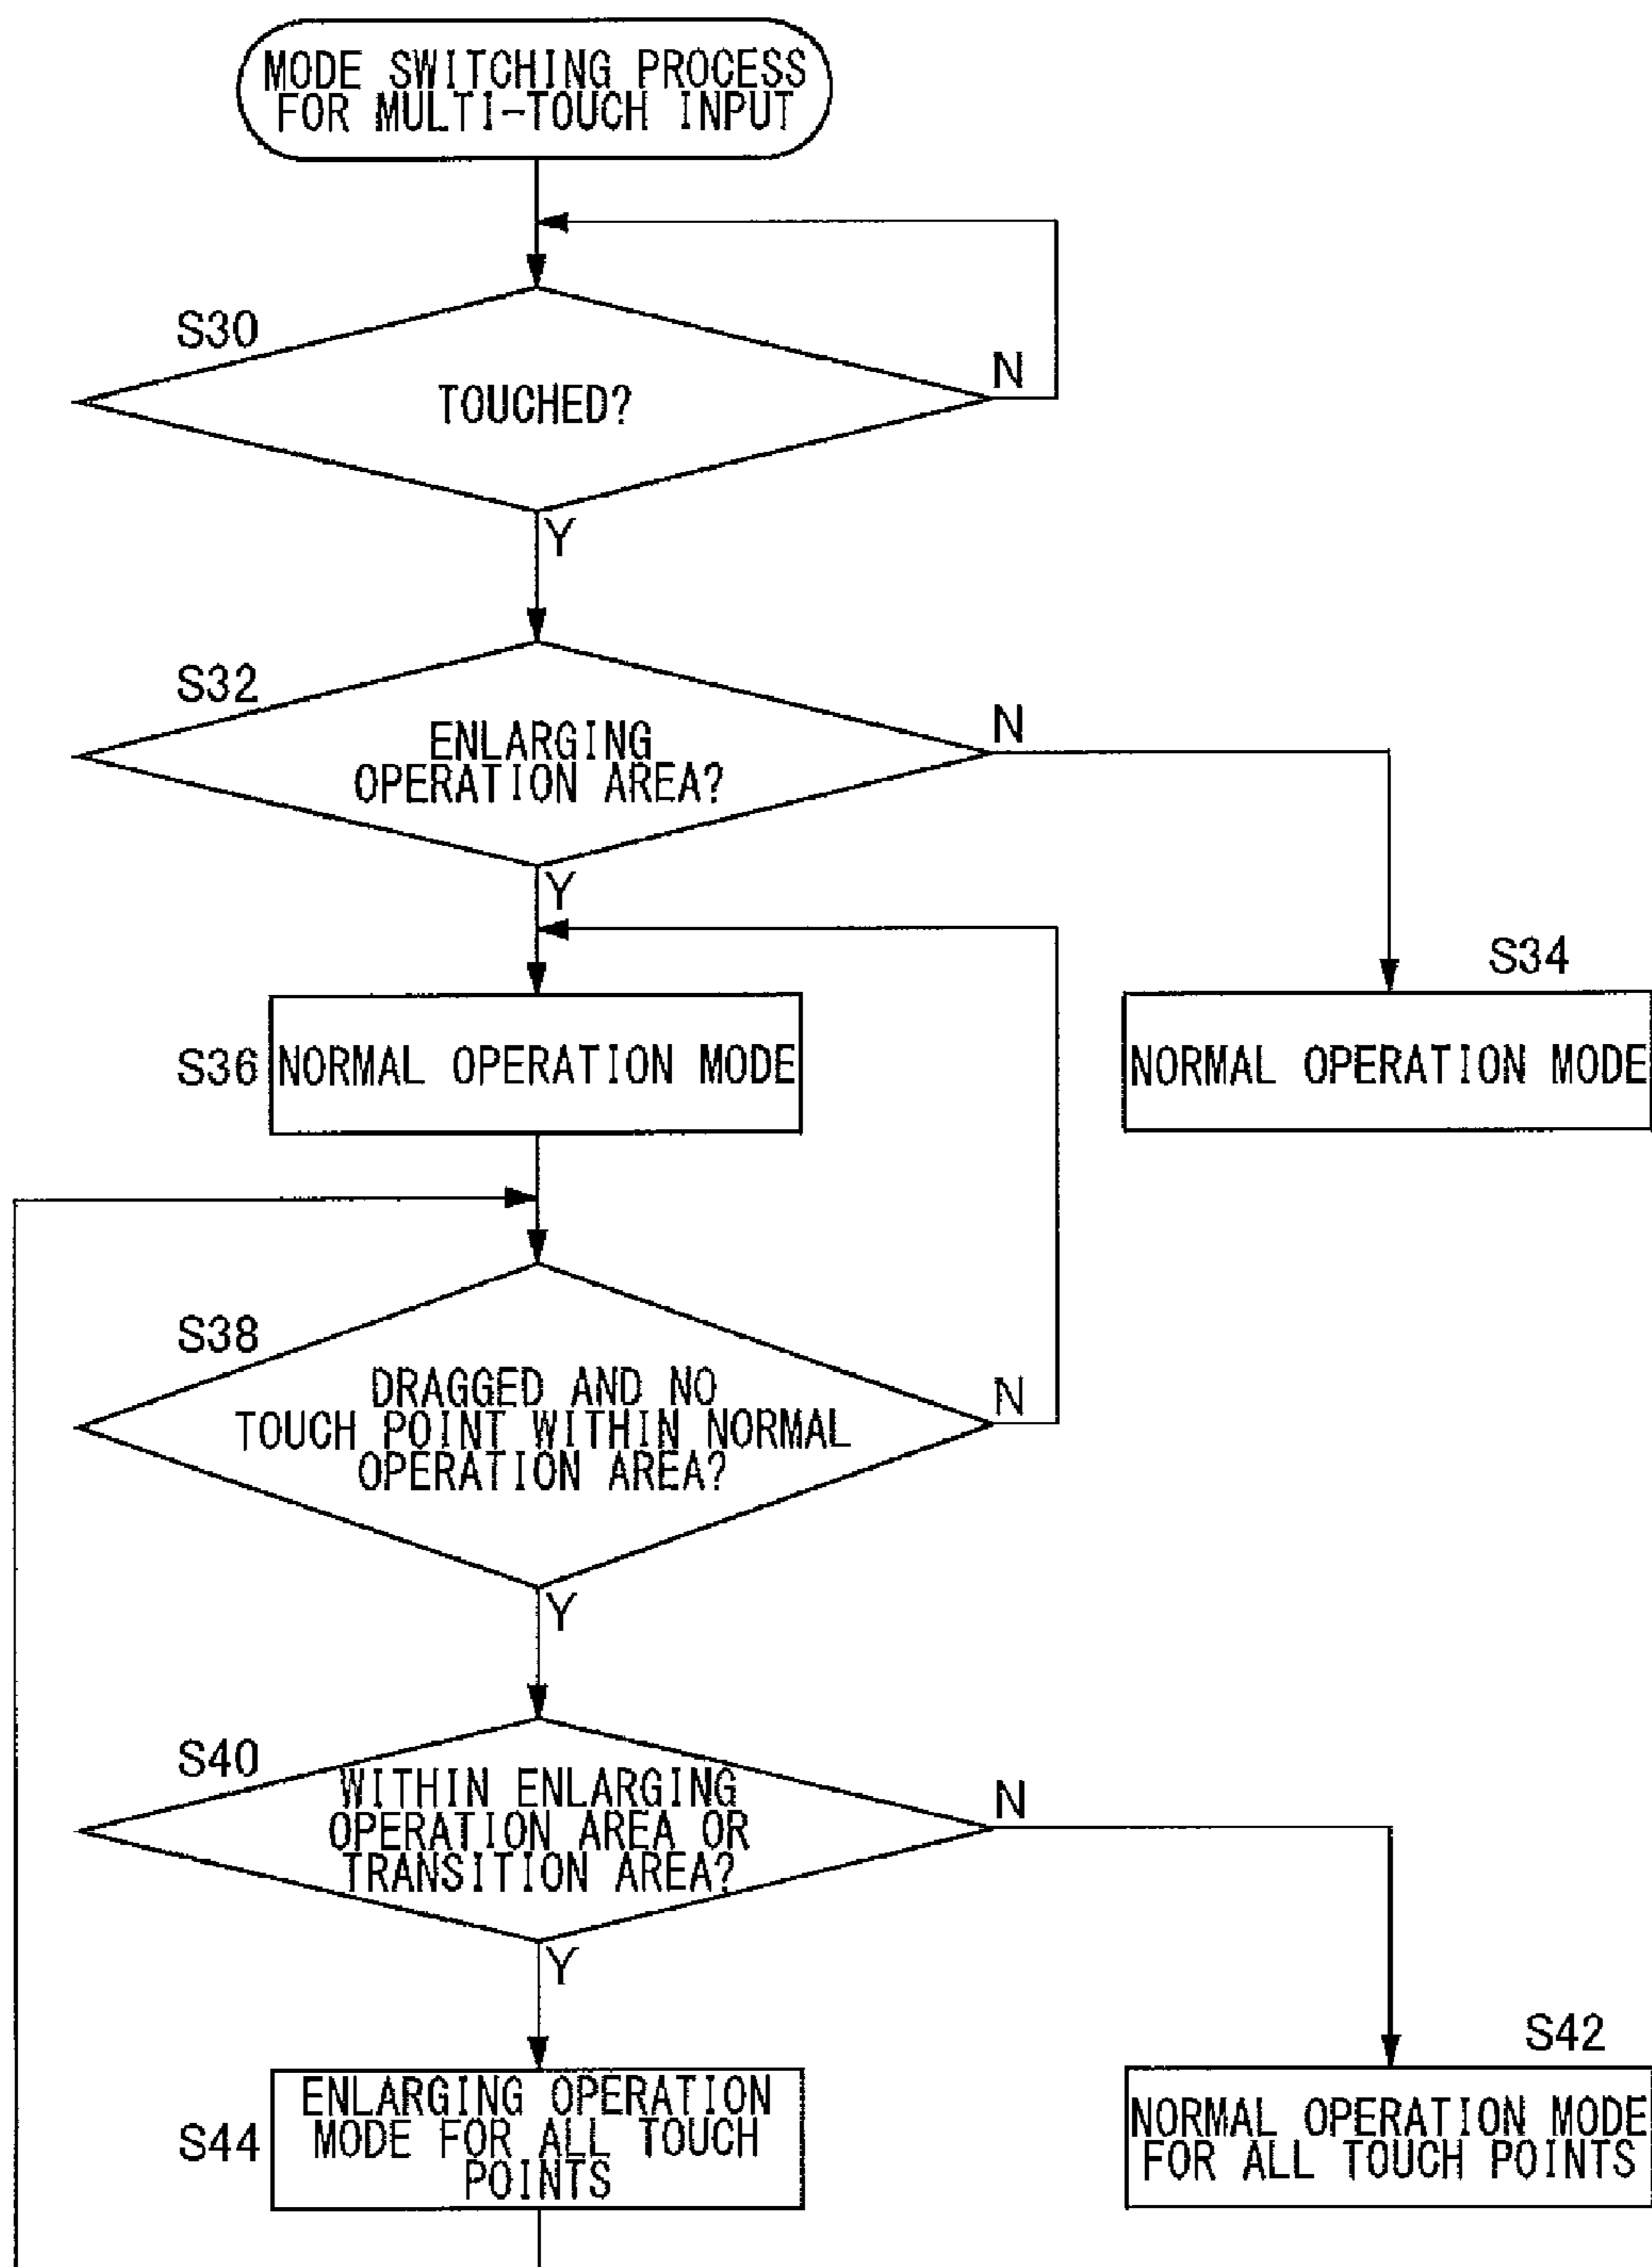 MODE SWITCHING PROCESS
FOR MULTI-TOUCH INPUT
S30
TOUCHED?
N
Y
S32
ENLARGING
OPERATION AREA?
N
Y
S34
NORMAL OPERATION MODE
S36
NORMAL OPERATION MODE
S38
DRAGGED AND NO
TOUCH POINT WITHIN NORMAL
OPERATION AREA?
N
Y
S40
WITHIN ENLARGING
OPERATION AREA OR
TRANSITION AREA?
N
Y
S42
NORMAL OPERATION MODE
FOR ALL TOUCH POINTS
S44
ENLARGING OPERATION
MODE FOR ALL TOUCH
POINTS